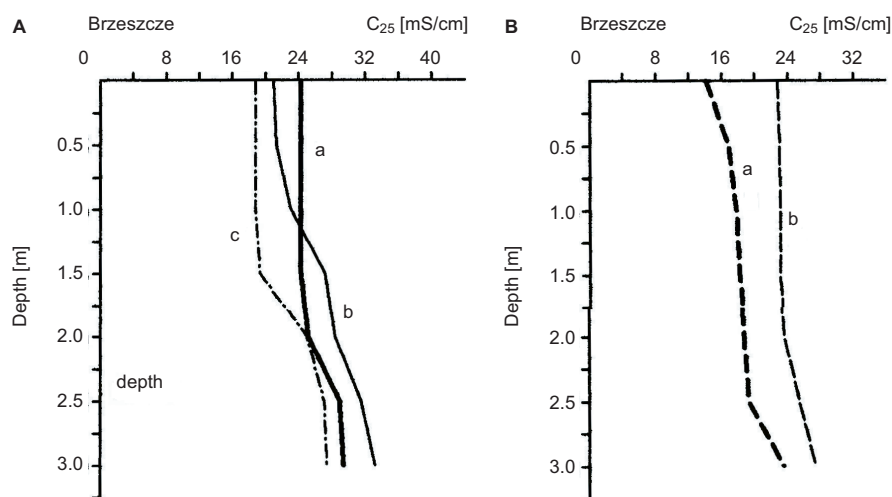 A Brzeszcze C25 [mS/cm]
0 8 16 24 32 40
0.5
1.0
1.5
2.0
2.5
3.0
Depth [m]
a
c
b
depth
B Brzeszcze C25 [mS/cm]
0 8 16 24 32
0.5
1.0
1.5
2.0
2.5
3.0
Depth [m]
a
b